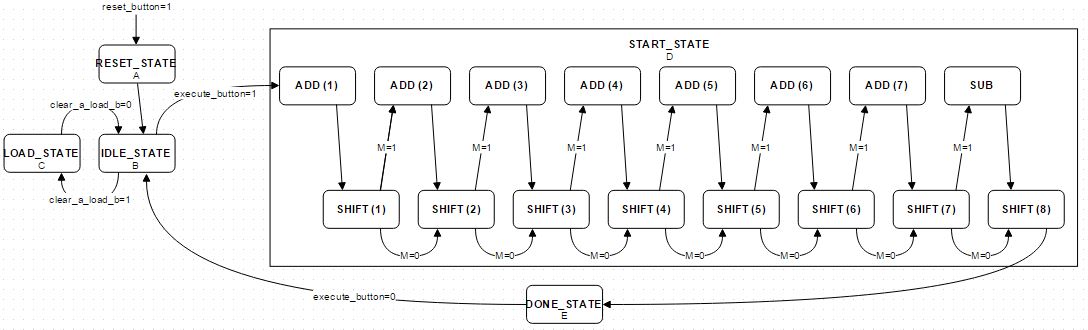 reset_button=1
RESET_STATE
A
START_STATE
D
ADD (1)
ADD (2)
ADD (3)
ADD (4)
ADD (5)
ADD (6)
ADD (7)
SUB
execute_button=1
clear_a_load_b=0
LOAD_STATE
C
IDLE_STATE
B
clear_a_load_b=1
M=1
M=1
M=1
M=1
M=1
M=1
M=1
SHIFT (1)
SHIFT (2)
SHIFT (3)
SHIFT (4)
SHIFT (5)
SHIFT (6)
SHIFT (7)
SHIFT (8)
M=0
M=0
M=0
M=0
M=0
M=0
M=0
execute_button=0
DONE_STATE
E